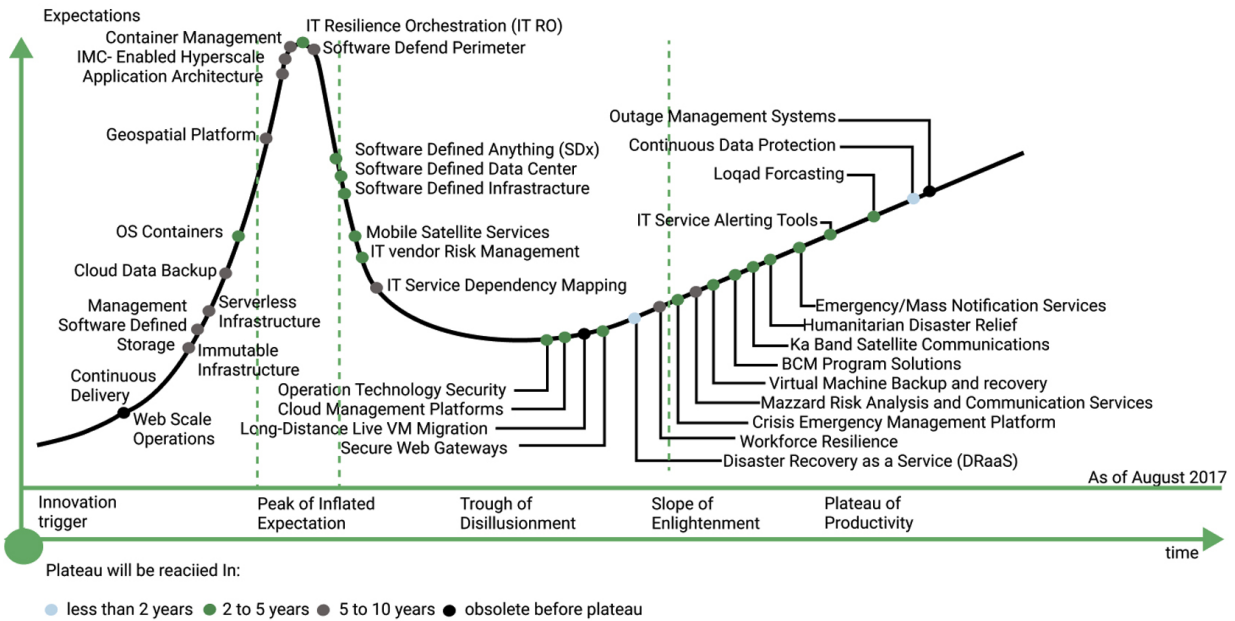 Expectations
IT Resilience Orchestration (IT RO)
Container Management
Software Defend Perimeter
IMC- Enabled Hyperscale
Application Architecture
Geospatial Platform
Software Defined Anything (SDx)
Software Defined Data Center
Software Defined Infrastracture
OS Containers
Mobile Satellite Services
IT vendor Risk Management
Cloud Data Backup
IT Service Dependency Mapping
Serverless
Infrastructure
Management
Software Defined
Storage
Immutable
Infrastructure
Continuous
Delivery
Web Scale
Operations
Operation Technology Security
Cloud Management Platforms
Long-Distance Live VM Migration
Secure Web Gateways
Outage Management Systems
Continuous Data Protection
Loqad Forcasting
IT Service Alerting Tools
Emergency/Mass Notification Services
Humanitarian Disaster Relief
Ka Band Satellite Communications
BCM Program Solutions
Virtual Machine Backup and recovery
Mazzard Risk Analysis and Communication Services
Crisis Emergency Management Platform
Workforce Resilience
Disaster Recovery as a Service (DRaaS)
As of August 2017
Innovation
trigger
Peak of Inflated
Expectation
Trough of
Disillusionment
Slope of
Enlightenment
Plateau of
Productivity
time
Plateau will be reaciied In:
less than 2 years
2 to 5 years
5 to 10 years
obsolete before plateau